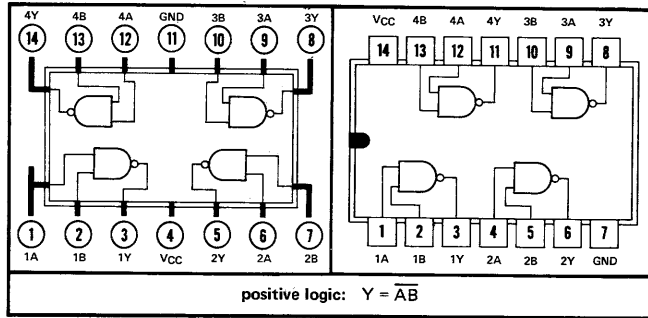 4Y 4B 4A GND 3B 3A 3Y
14 13 12 11 10 9 8
1 2 3 4 5 6 7
1A 1B 1Y VCC 2Y 2A 2B
VCC 4B 4A 4Y 3B 3A 3Y
14 13 12 11 10 9 8
1 2 3 4 5 6 7
1A 1B 1Y 2A 2B 2Y GND
positive logic: Y = A̅B̅